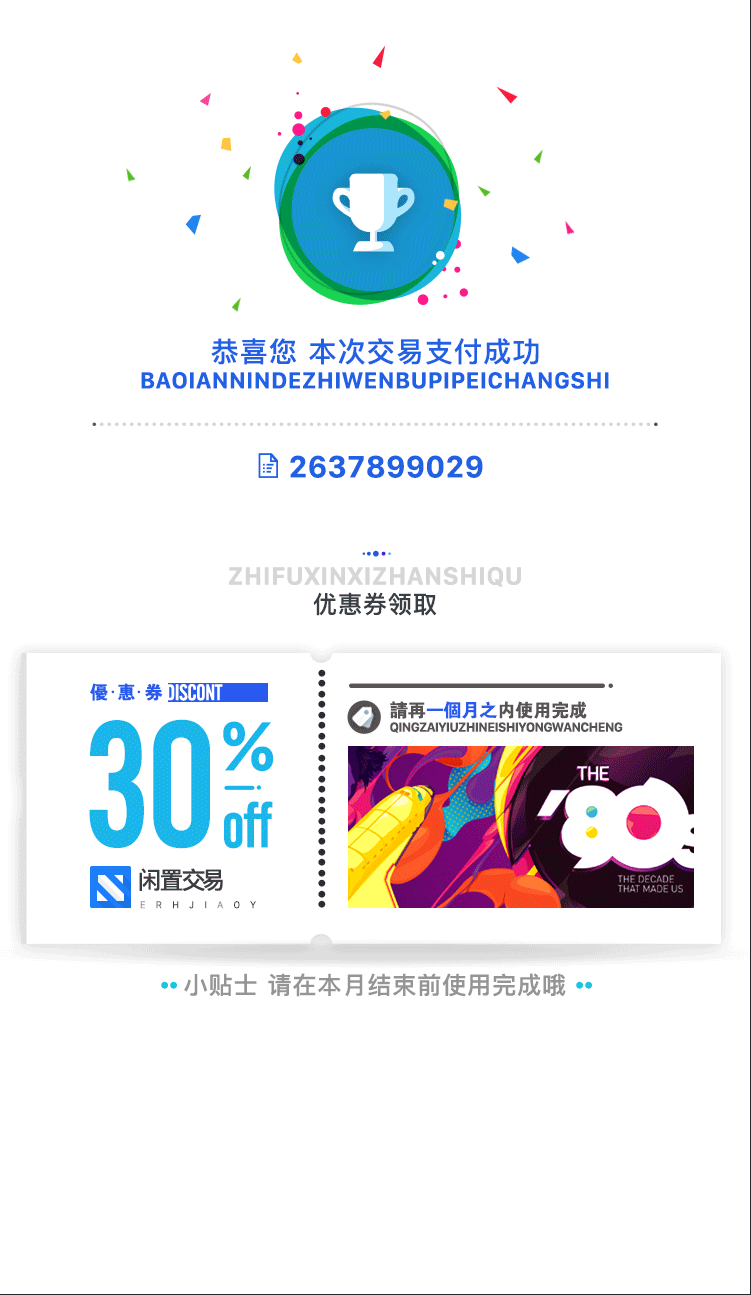 恭喜您 本次交易支付成功
BAOIANNINDEZHIWENBUPIPEICHANGSHI
2637899029
ZHIFUXINXIZHANSHIQU
优惠券领取
優·惠·券 DISCONT
30%off
闲置交易
ERHJIAOY
請再一個月之内使用完成
QINGZAIYIUZHINEISHIYONGWANCHENG
THE
'80s
THE DECADE
THAT MADE US
小贴士 请在本月结束前使用完成哦